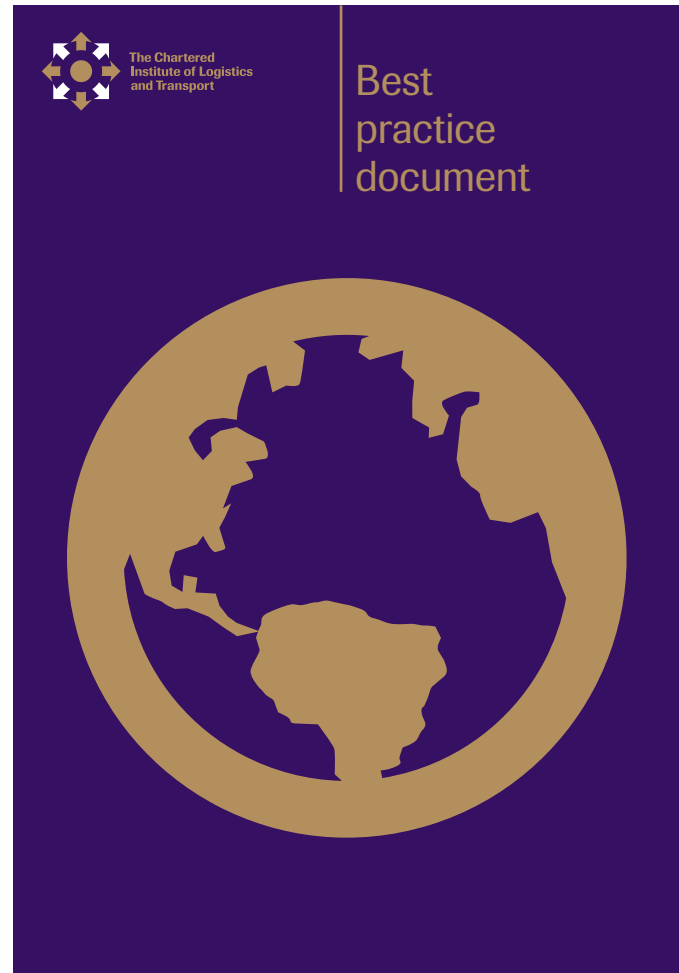 The Chartered
Institute of Logistics
and Transport
Best
practice
document